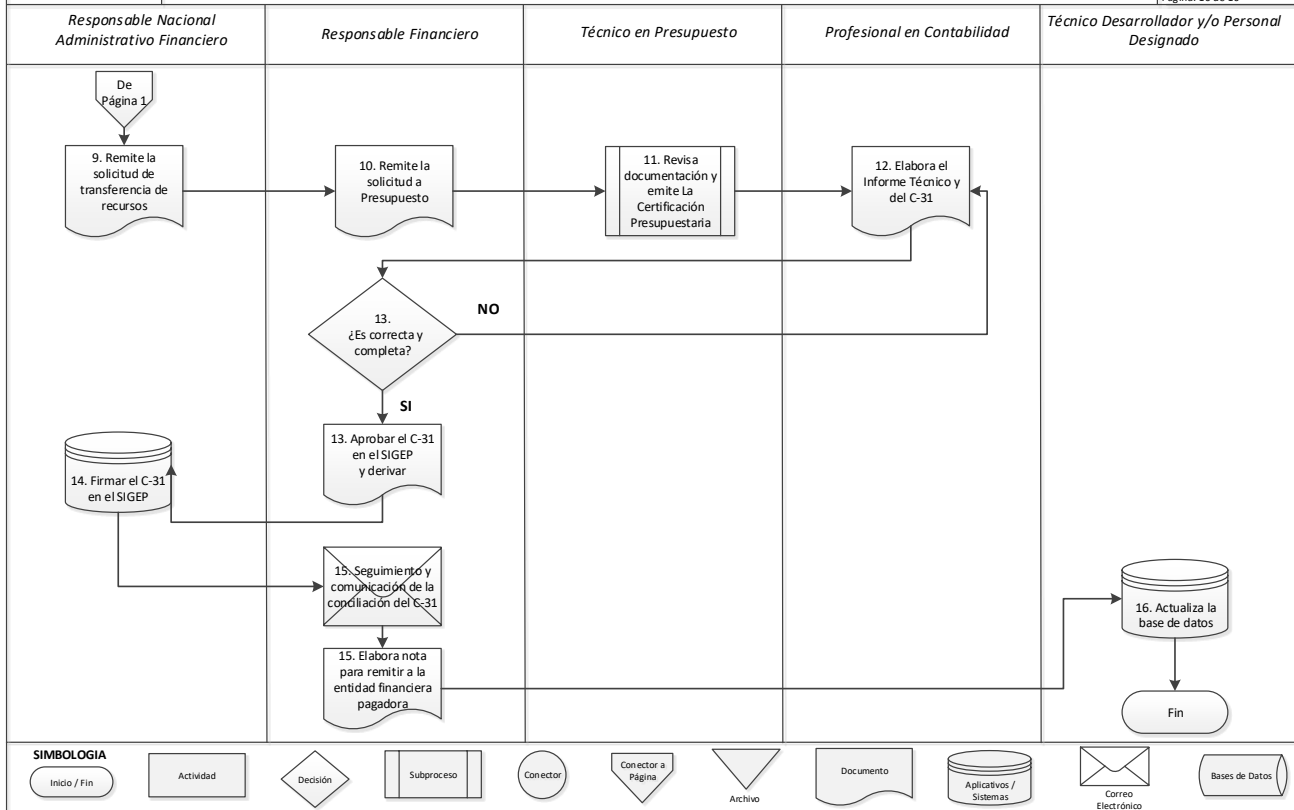 Responsable Nacional
Administrativo Financiero
Responsable Financiero
Técnico en Presupuesto
Profesional en Contabilidad
Técnico Desarrollador y/o Personal
Designado
De
Página 1
9. Remite la
solicitud de
transferencia de
recursos
10. Remite la
solicitud a
Presupuesto
11. Revisa
documentación y
emite La
Certificación
Presupuestaria
12. Elabora el
Informe Técnico y
del C-31
13.
¿Es correcta y
completa?
NO
SI
13. Aprobar el C-31
en el SIGEP
y derivar
14. Firmar el C-31
en el SIGEP
15. Seguimiento y
comunicación de la
conciliación del C-31
15. Elabora nota
para remitir a la
entidad financiera
pagadora
16. Actualiza la
base de datos
Fin
SIMBOLOGIA
Inicio / Fin
Actividad
Decisión
Subproceso
Conector
Conector a
Página
Archivo
Documento
Aplicativos /
Sistemas
Correo
Electrónico
Bases de Datos